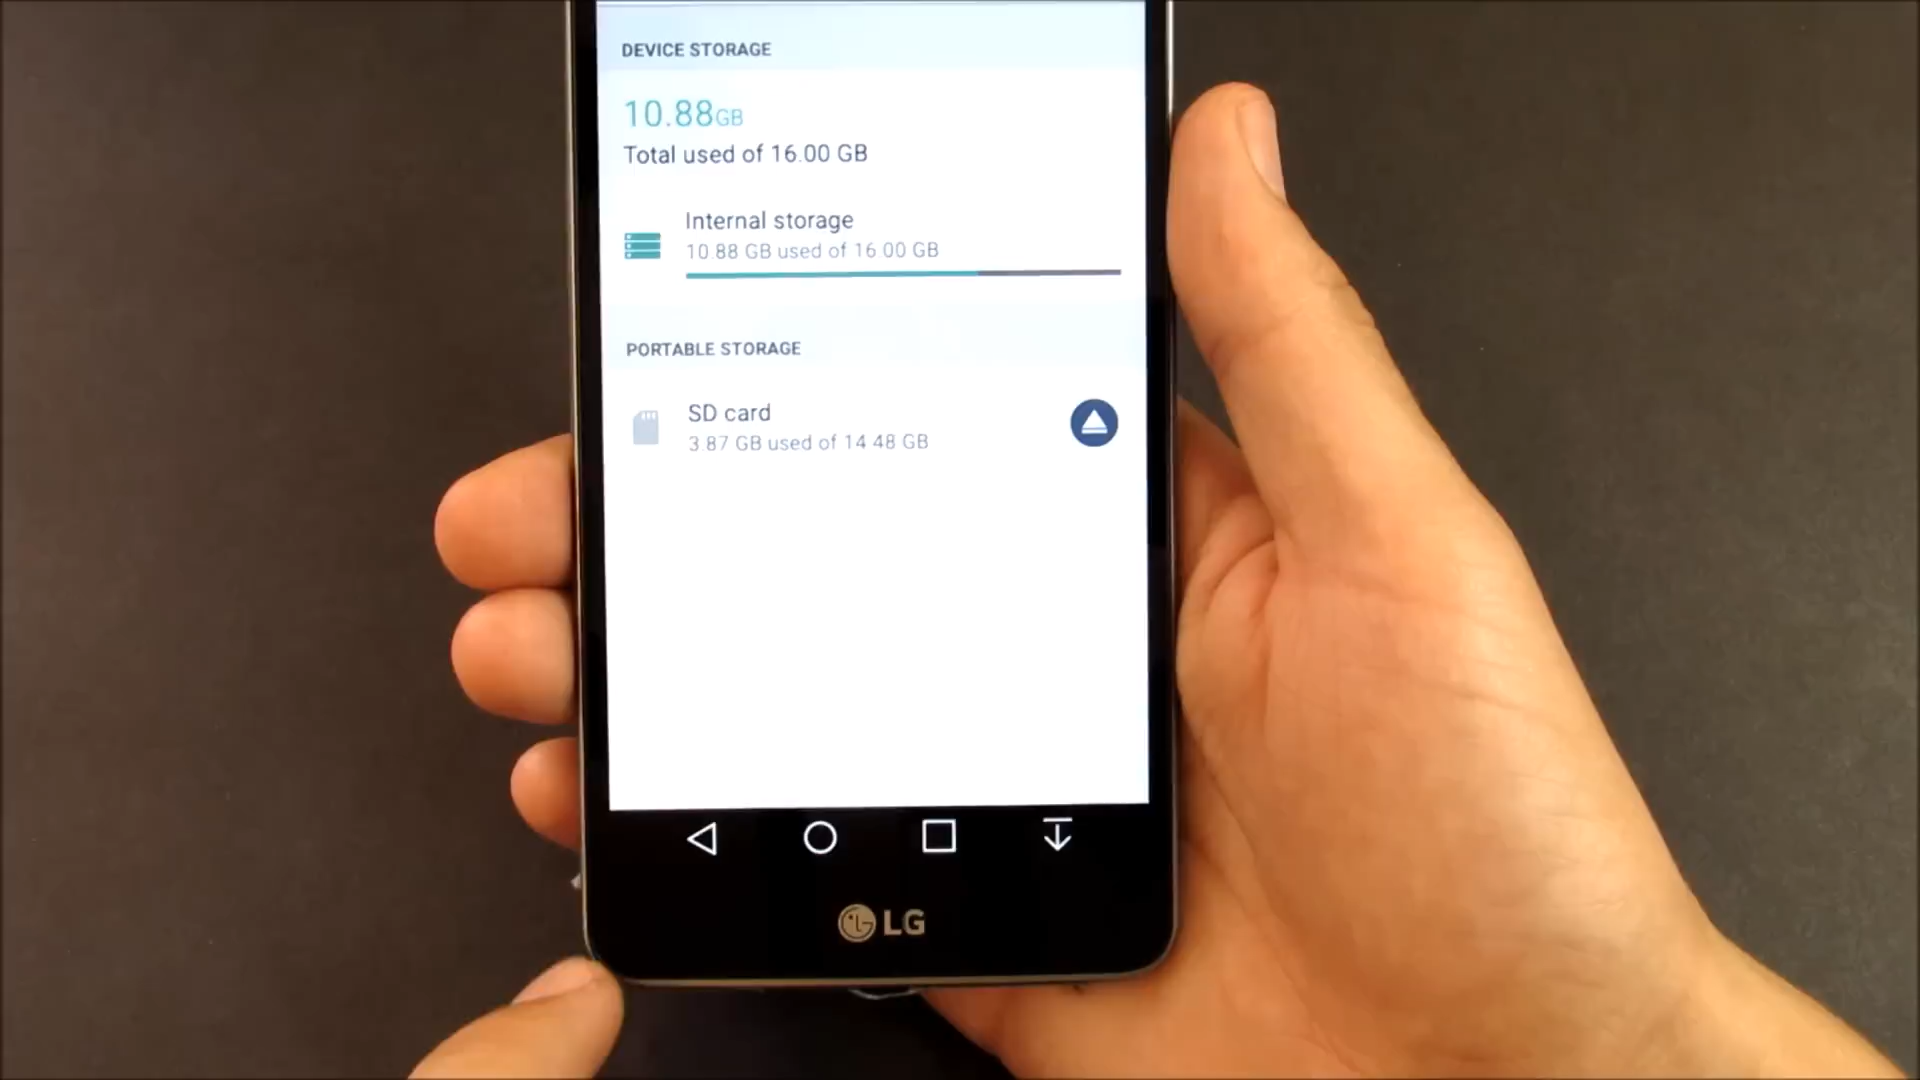 DEVICE STORAGE
10.88GB
Total used of 16.00 GB
Internal storage
10.88 GB used of 16.00 GB
PORTABLE STORAGE
SD card
3.87 GB used of 14.48 GB
LG